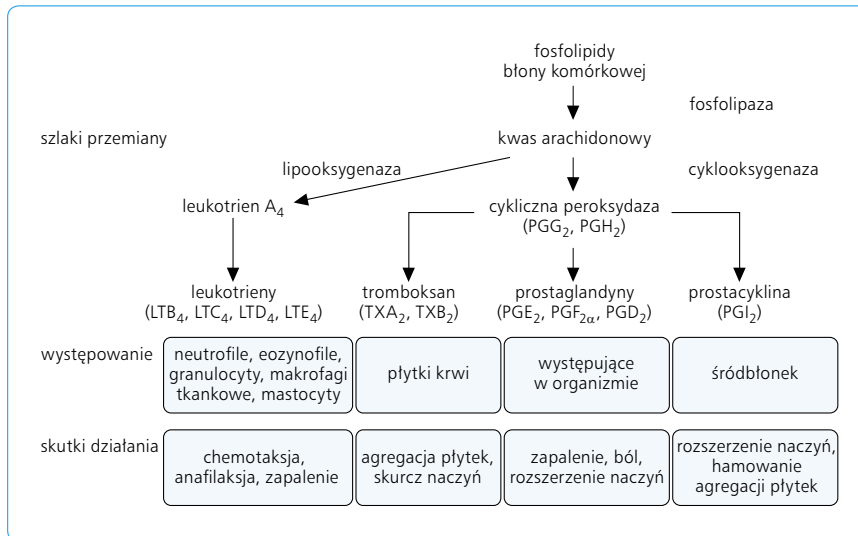 fosfolipidy
błony komórkowej
fosfolipaza
szlaki przemiany
kwas arachidonowy
lipooksygenaza
cyklooksygenaza
leukotrien A4
cykliczna peroksydaza
(PGG2, PGH2)
leukotrieny
(LTB4, LTC4, LTD4, LTE4)
tromboksan
(TXA2, TXB2)
prostaglandyny
(PGE2, PGF2α, PGD2)
prostacyklina
(PGI2)
występowanie
neutrofile, eozynofile,
granulocyty, makrofagi
tkankowe, mastocyty
płytki krwi
występujące
w organizmie
śródbłonek
skutki działania
chemotaksja,
anafilaksja, zapalenie
agregacja płytek,
skurcz naczyń
zapalenie, ból,
rozszerzenie naczyń
rozszerzenie naczyń,
hamowanie
agregacji płytek